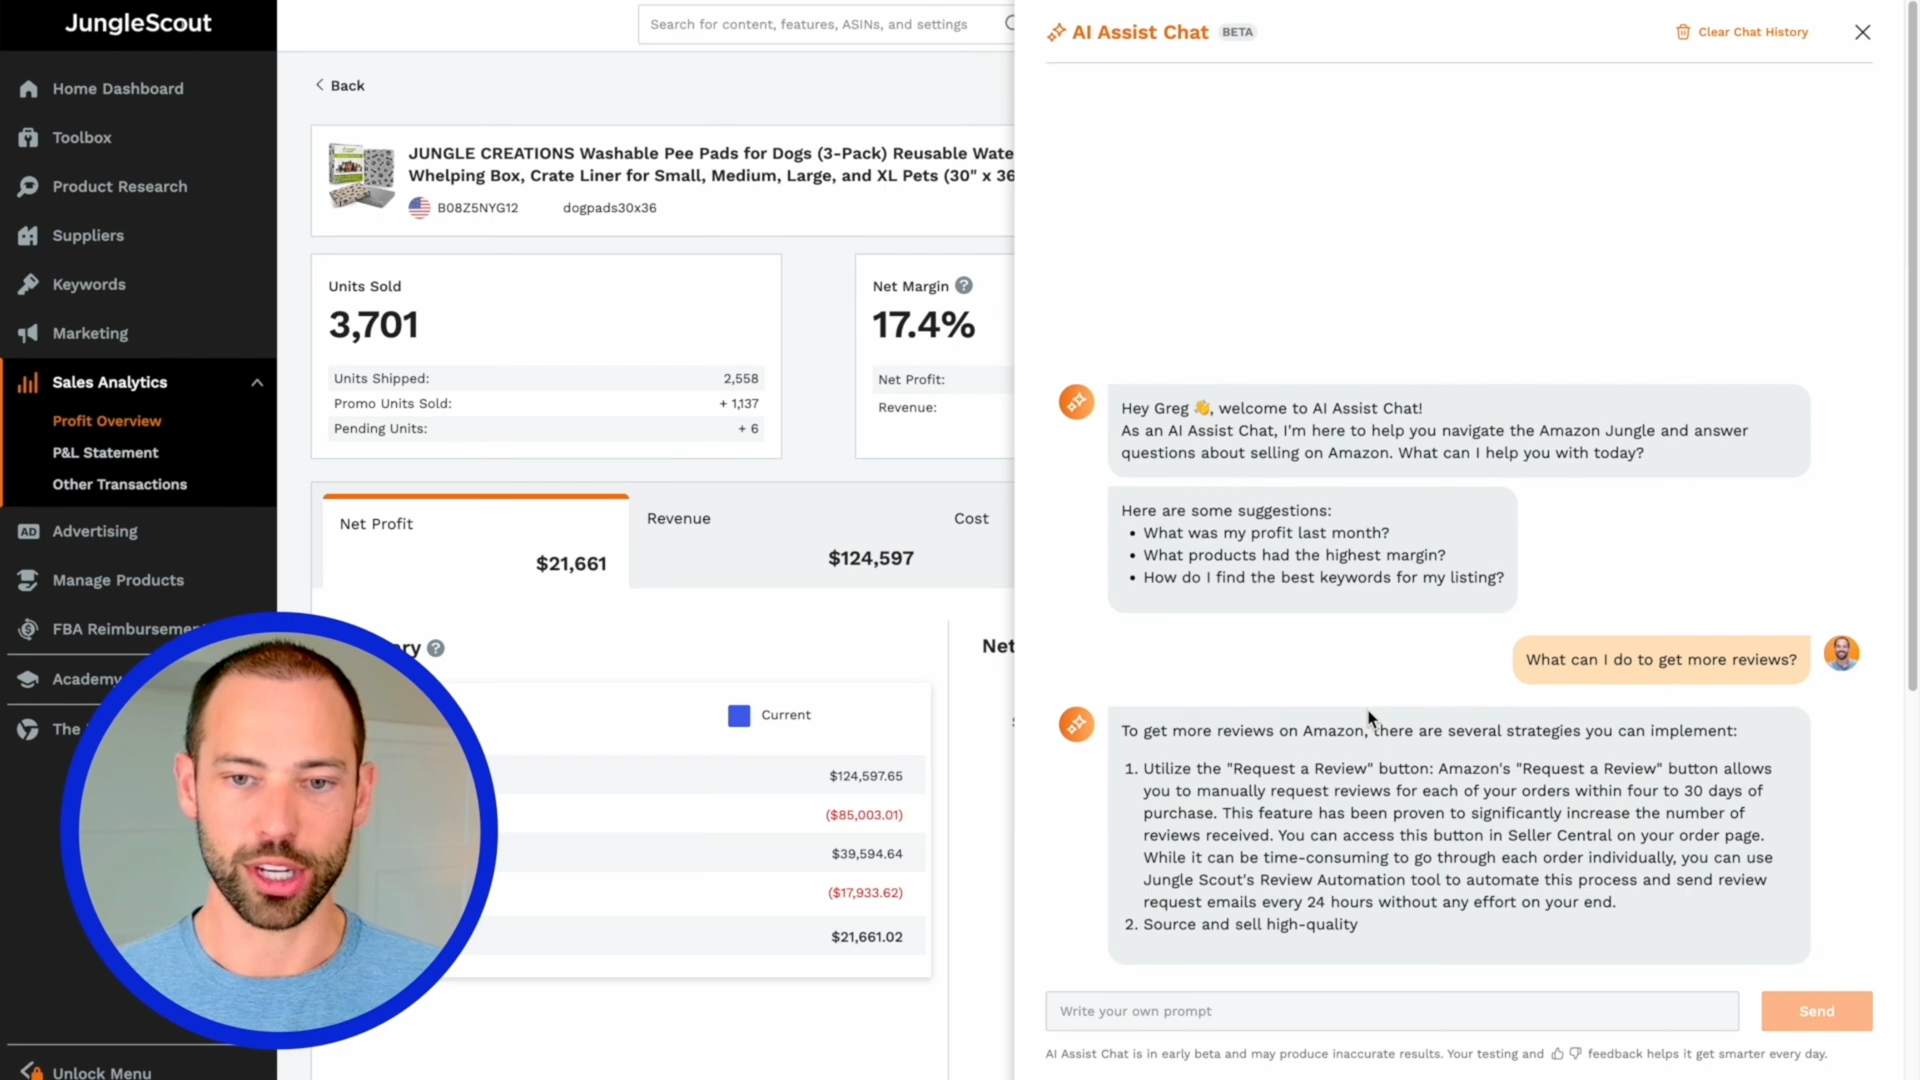 JungleScout
Home Dashboard
Toolbox
Product Research
Suppliers
Keywords
Marketing
Sales Analytics
Profit Overview
P&L Statement
Other Transactions
AD Advertising
Manage Products
FBA
Academy
The
Unlock Menu
Search for content, features, ASINs, and settings
Back
JUNGLE CREATIONS Washable Pee Pads for Dogs (3-Pack) Reusable
Whelping Box, Crate Liner for Small, Medium, Large, and XL Pets (30" x 36
B08Z5NYG12 dogpads30x36
Units Sold
3,701
Units Shipped: 2,558
Promo Units Sold: + 1,137
Pending Units: + 6
Net Margin ?
17.4%
Net Profit:
Revenue:
Net Profit
$21,661
Revenue
$124,597
Cost
?
Current
$124,597.65
($85,003.01)
$39,594.64
($17,933.62)
$21,661.02
Net
AI Assist Chat BETA
Clear Chat History
Hey Greg 👋, welcome to AI Assist Chat!
As an AI Assist Chat, I'm here to help you navigate the Amazon Jungle and answer
questions about selling on Amazon. What can I help you with today?
Here are some suggestions:
• What was my profit last month?
• What products had the highest margin?
• How do I find the best keywords for my listing?
What can I do to get more reviews?
To get more reviews on Amazon, there are several strategies you can implement:
1. Utilize the "Request a Review" button: Amazon's "Request a Review" button allows
you to manually request reviews for each of your orders within four to 30 days of
purchase. This feature has been proven to significantly increase the number of
reviews received. You can access this button in Seller Central on your order page.
While it can be time-consuming to go through each order individually, you can use
Jungle Scout's Review Automation tool to automate this process and send review
request emails every 24 hours without any effort on your end.
2. Source and sell high-quality
Write your own prompt
Send
AI Assist Chat is in early beta and may produce inaccurate results. Your testing and 👍 👎 feedback helps it get smarter every day.